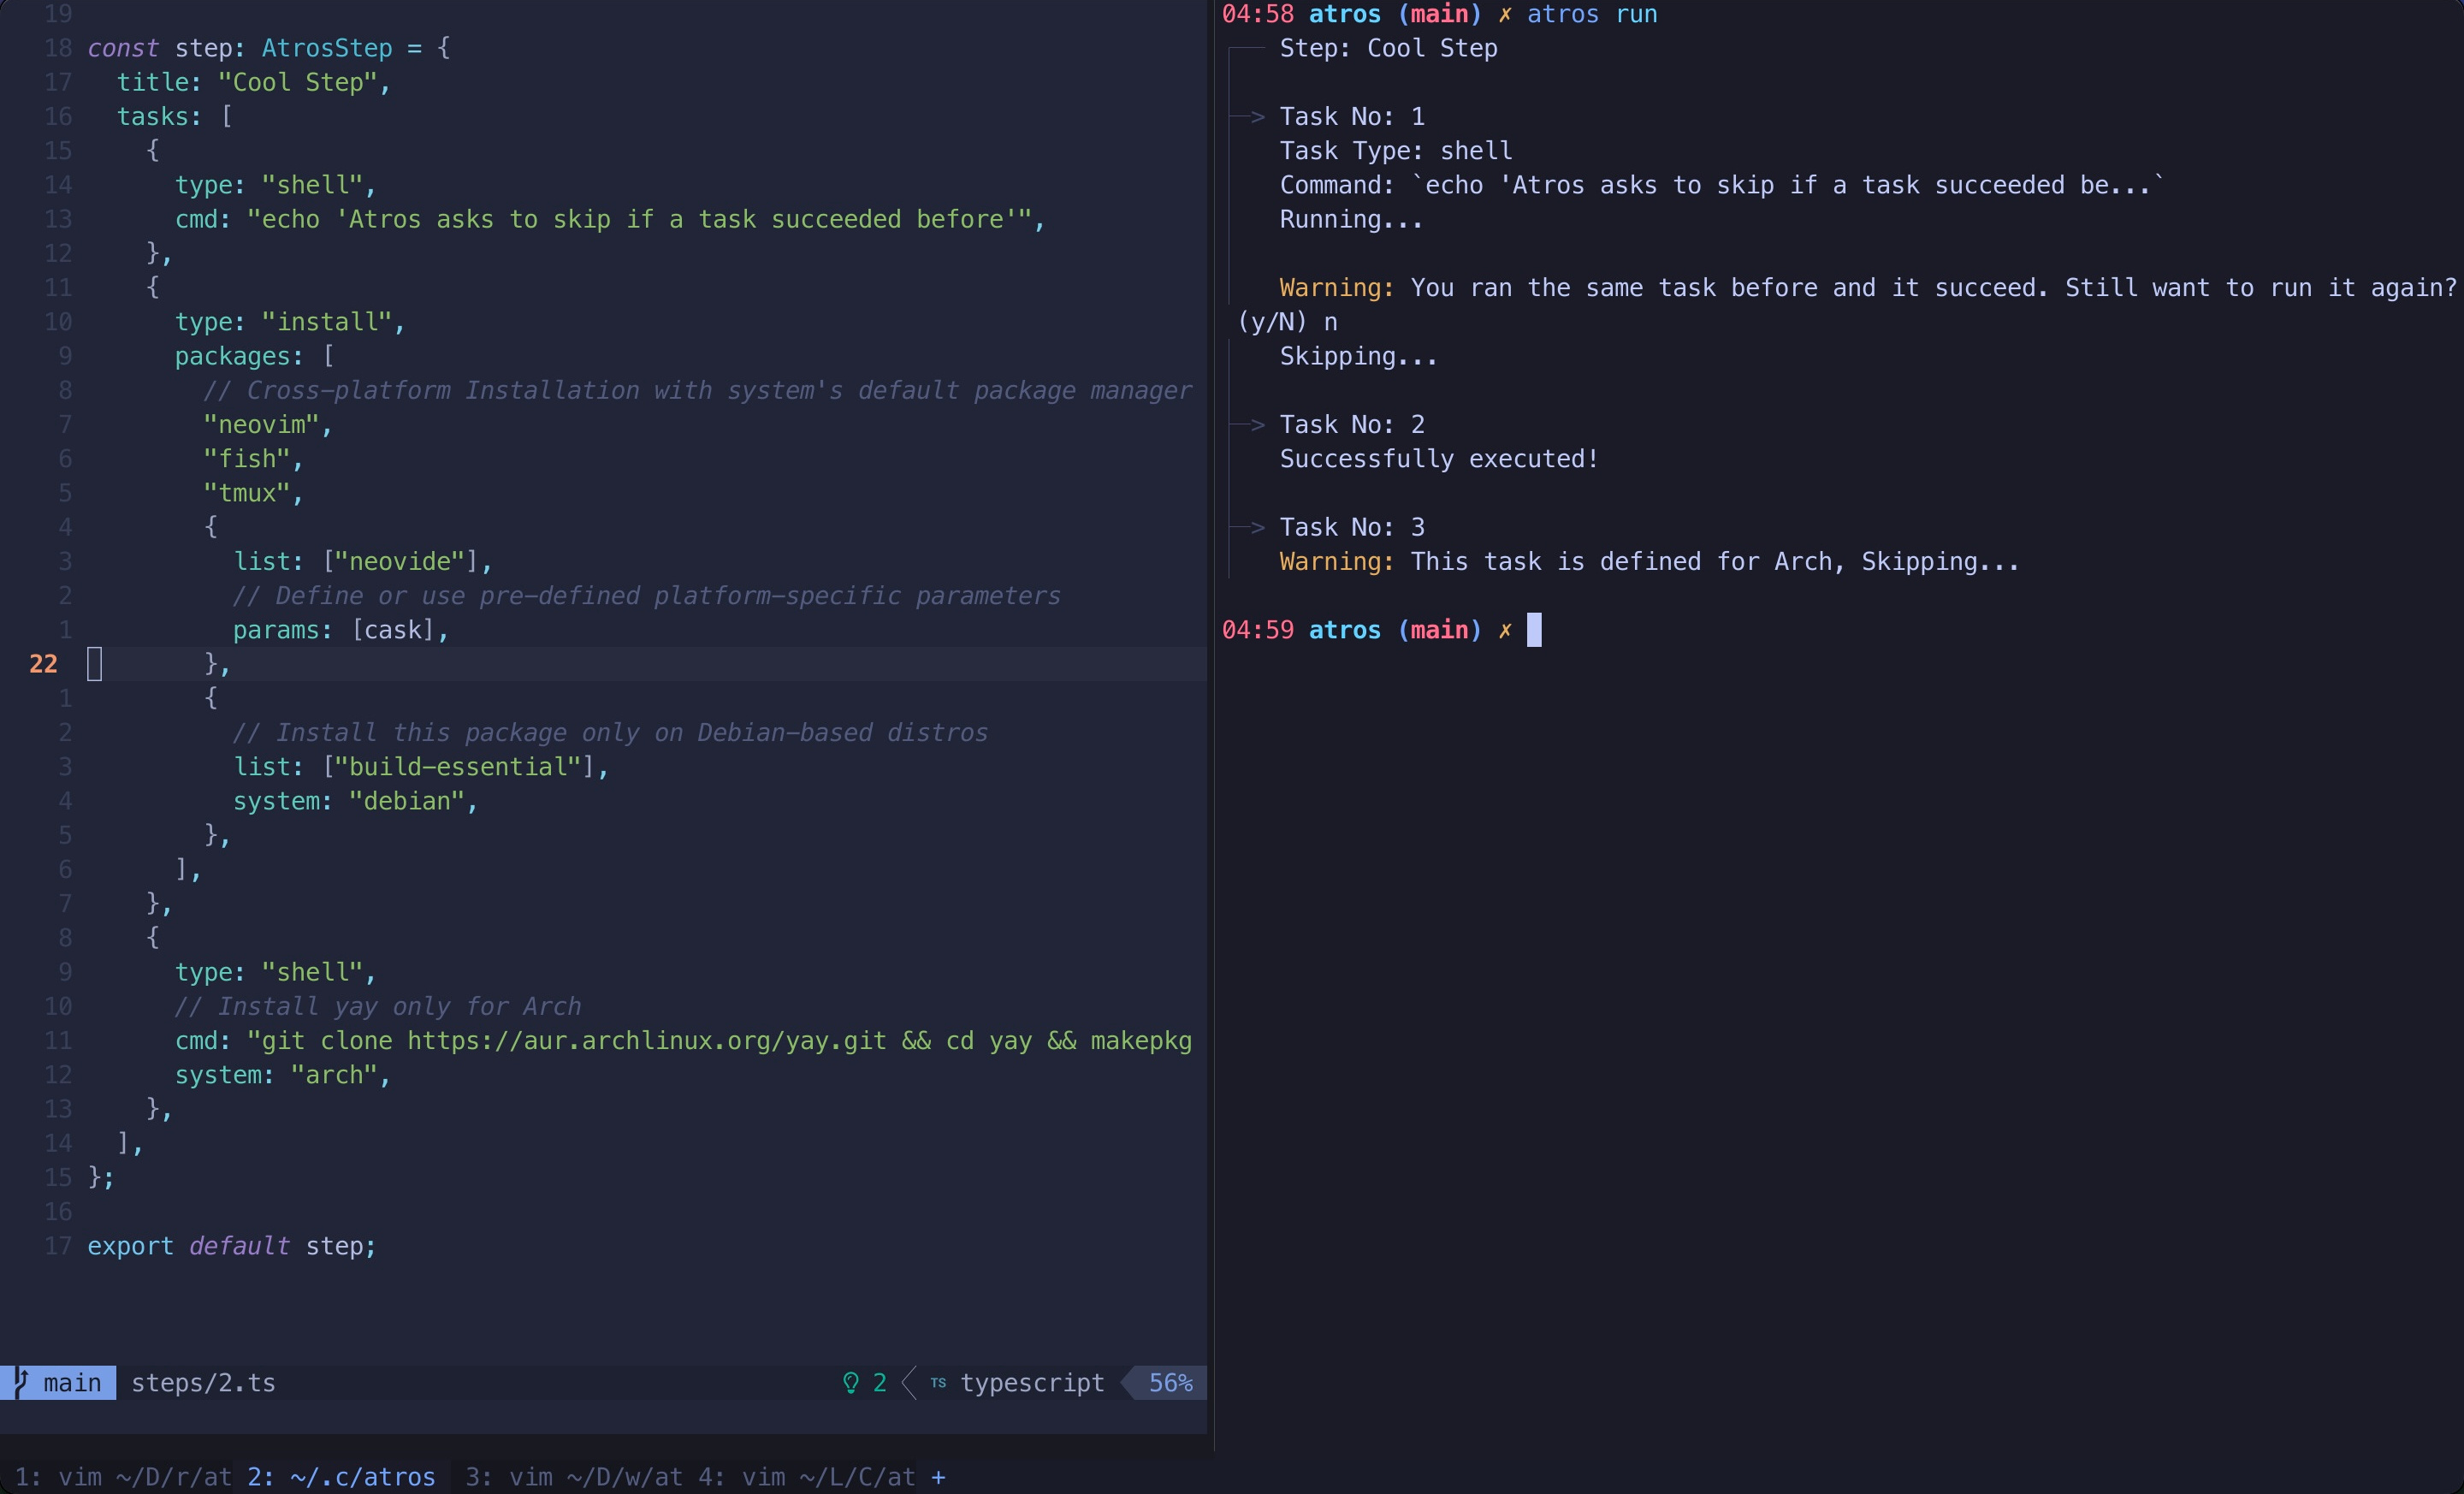 19
18 const step: AtrosStep = {
17   title: "Cool Step",
16   tasks: [
15     {
14       type: "shell",
13       cmd: "echo 'Atros asks to skip if a task succeeded before'",
12     },
11     {
10       type: "install",
9       packages: [
8         // Cross-platform Installation with system's default package manager
7         "neovim",
6         "fish",
5         "tmux",
4         {
3           list: ["neovide"],
2           // Define or use pre-defined platform-specific parameters
1           params: [cask],
22         },
1         {
2           // Install this package only on Debian-based distros
3           list: ["build-essential"],
4           system: "debian",
5         },
6       ],
7     },
8     {
9       type: "shell",
10       // Install yay only for Arch
11       cmd: "git clone https://aur.archlinux.org/yay.git && cd yay && makepkg
12       system: "arch",
13     },
14   ],
15 };
16
17 export default step;
main steps/2.ts 2 TS typescript 56%
04:58 atros (main) ✗ atros run
Step: Cool Step
> Task No: 1
Task Type: shell
Command: `echo 'Atros asks to skip if a task succeeded be...`
Running...
Warning: You ran the same task before and it succeed. Still want to run it again?
(y/N) n
Skipping...
> Task No: 2
Successfully executed!
> Task No: 3
Warning: This task is defined for Arch, Skipping...
04:59 atros (main) ✗
1: vim ~/D/r/at 2: ~/.c/atros 3: vim ~/D/w/at 4: vim ~/L/C/at +